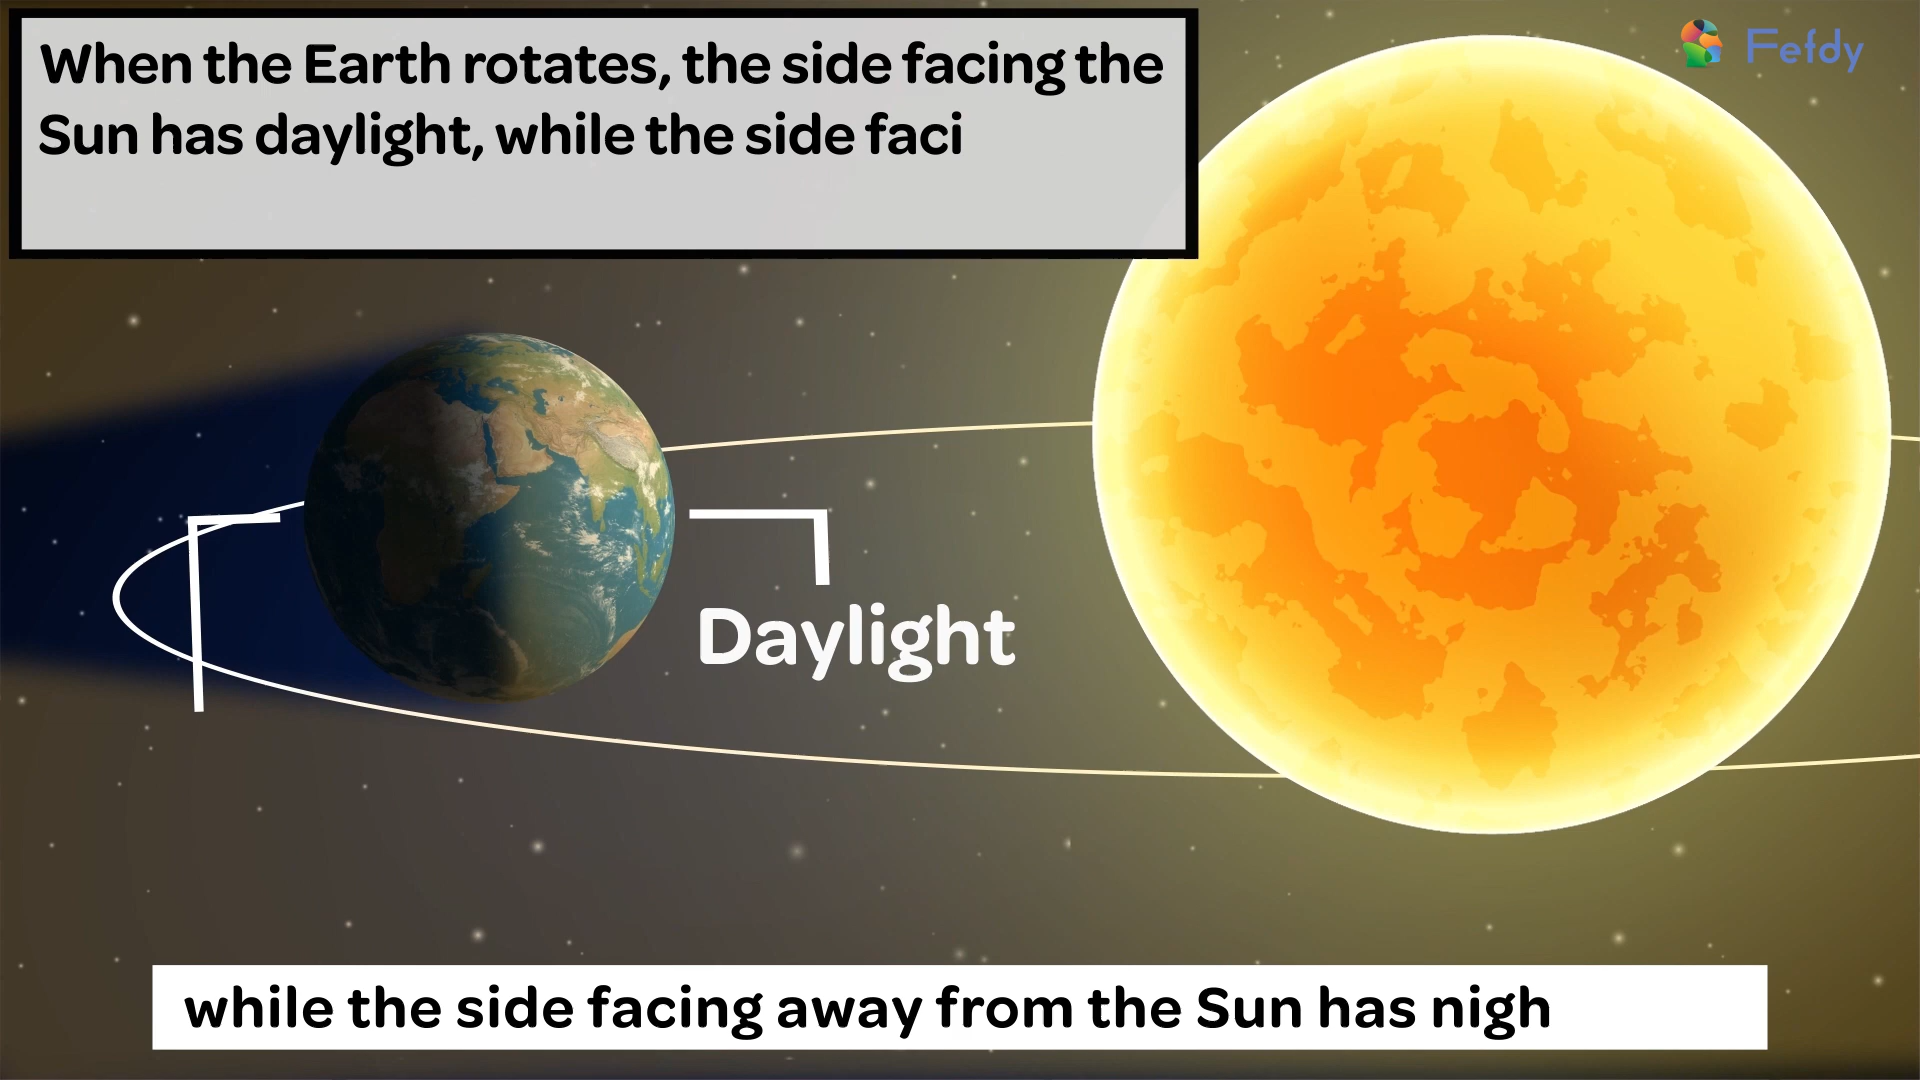 When the Earth rotates, the side facing the
Sun has daylight, while the side faci
Fefdy
Daylight
while the side facing away from the Sun has nigh